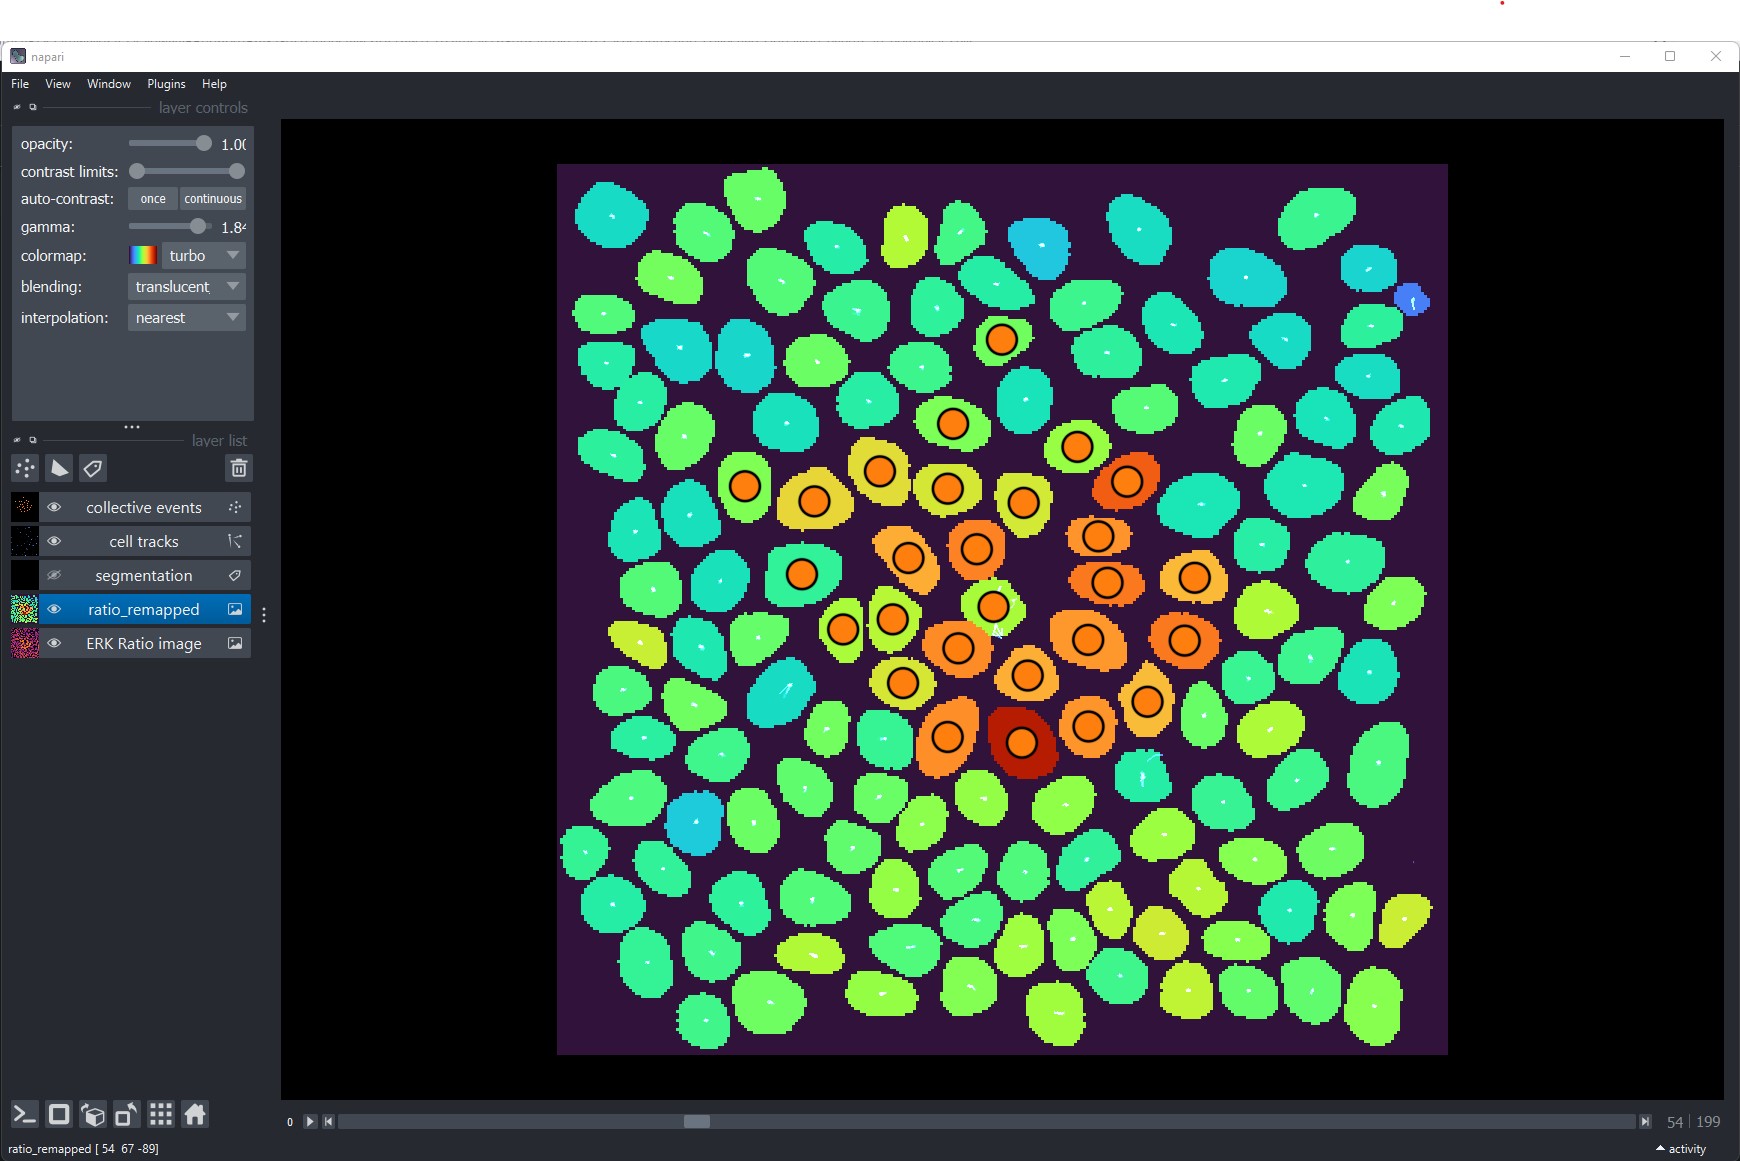 napari
File View Window Plugins Help
layer controls
opacity: 1.00
contrast limits:
auto-contrast: once continuous
gamma: 1.84
colormap: turbo
blending: translucent
interpolation: nearest
layer list
collective events
cell tracks
segmentation
ratio_remapped
ERK Ratio image
0 54 199
ratio_remapped [ 54 67 -89]
activity